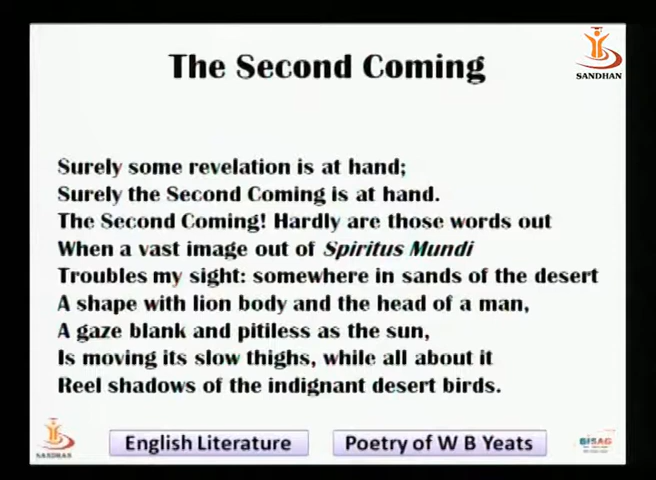 The Second Coming
SANDHAN
Surely some revelation is at hand;
Surely the Second Coming is at hand.
The Second Coming! Hardly are those words out
When a vast image out of Spiritus Mundi
Troubles my sight: somewhere in sands of the desert
A shape with lion body and the head of a man,
A gaze blank and pitiless as the sun,
Is moving its slow thighs, while all about it
Reel shadows of the indignant desert birds.
SANDHAN
English Literature
Poetry of W B Yeats
BISAG